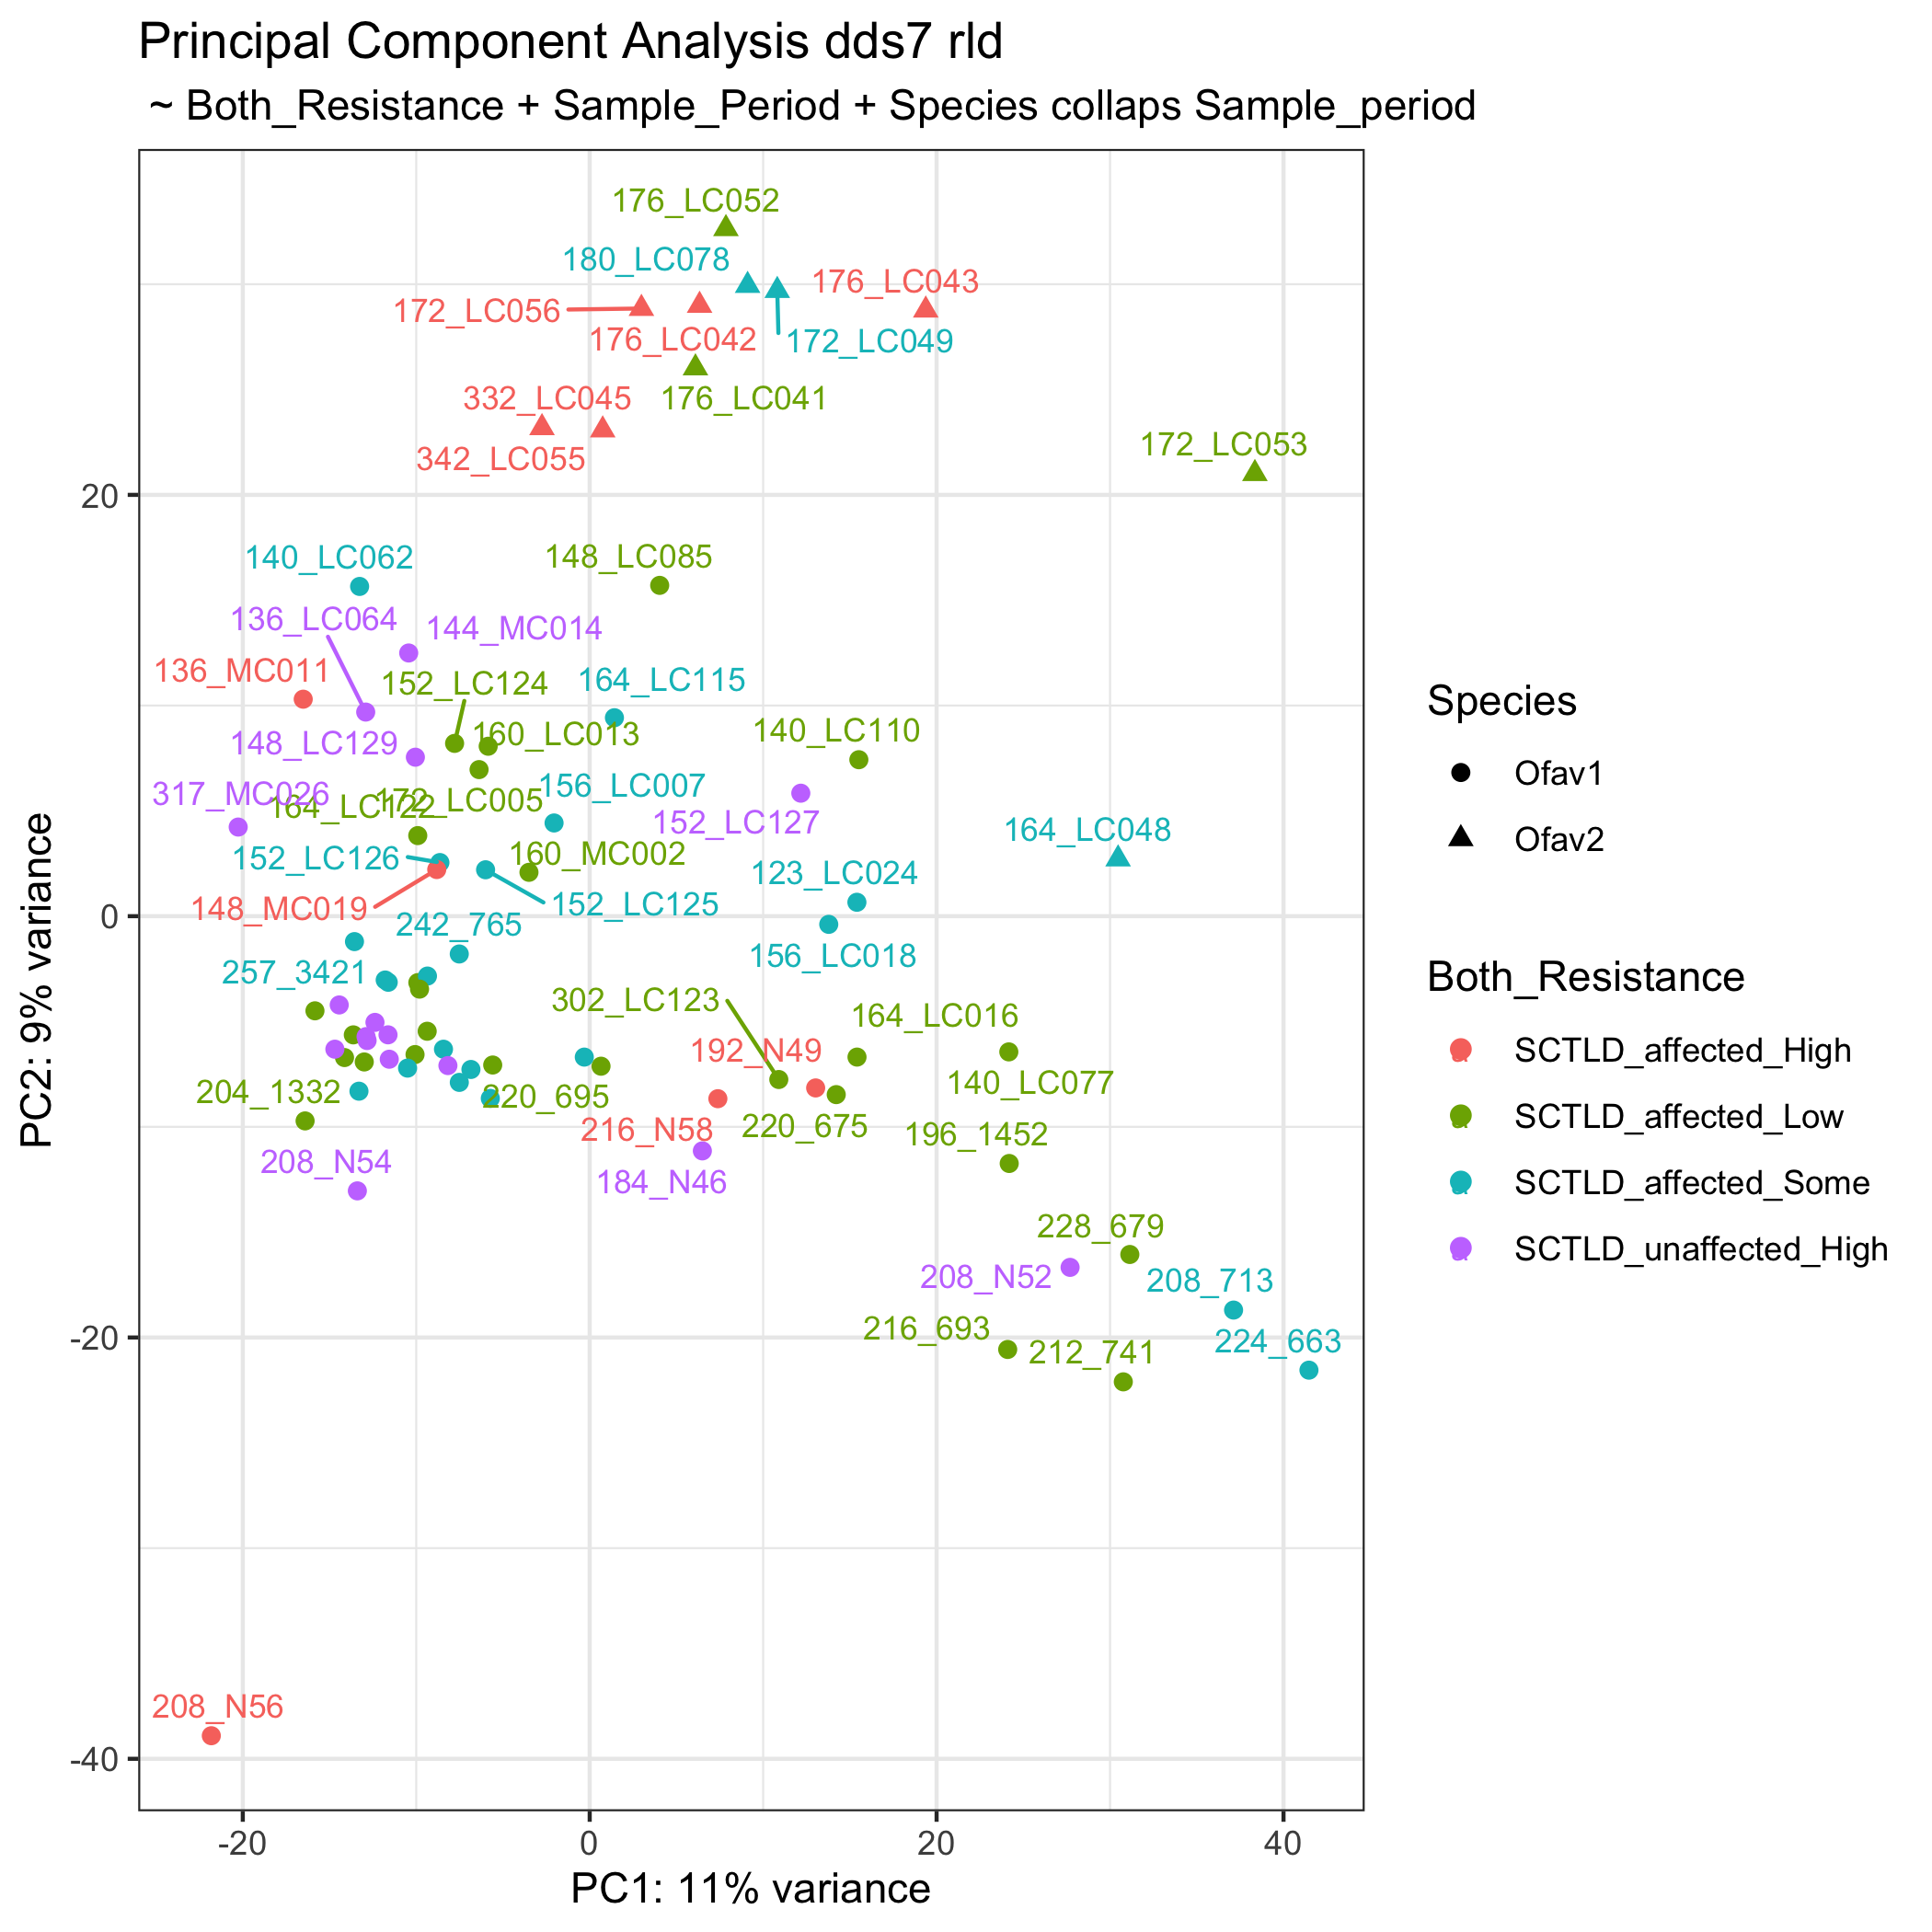 Principal Component Analysis dds7 rld
~ Both_Resistance + Sample_Period + Species collaps Sample_period
176_LC052
180_LC078
176_LC043
172_LC056
176_LC042
172_LC049
332_LC045
176_LC041
342_LC055
172_LC053
20
140_LC062
148_LC085
136_LC064
144_MC014
136_MC011
152_LC124
164_LC115
148_LC129
160_LC013
140_LC110
317_MC026
164_LC122
172_LC005
156_LC007
152_LC127
164_LC048
152_LC126
160_MC002
123_LC024
148_MC019
152_LC125
0
242_765
156_LC018
257_3421
302_LC123
164_LC016
192_N49
140_LC077
204_1332
220_695
216_N58
220_675
196_1452
208_N54
184_N46
228_679
208_N52
208_713
216_693
212_741
224_663
-20
208_N56
-40
-20
0
20
40
PC1: 11% variance
PC2: 9% variance
Species
Ofav1
Ofav2
Both_Resistance
SCTLD_affected_High
SCTLD_affected_Low
SCTLD_affected_Some
SCTLD_unaffected_High